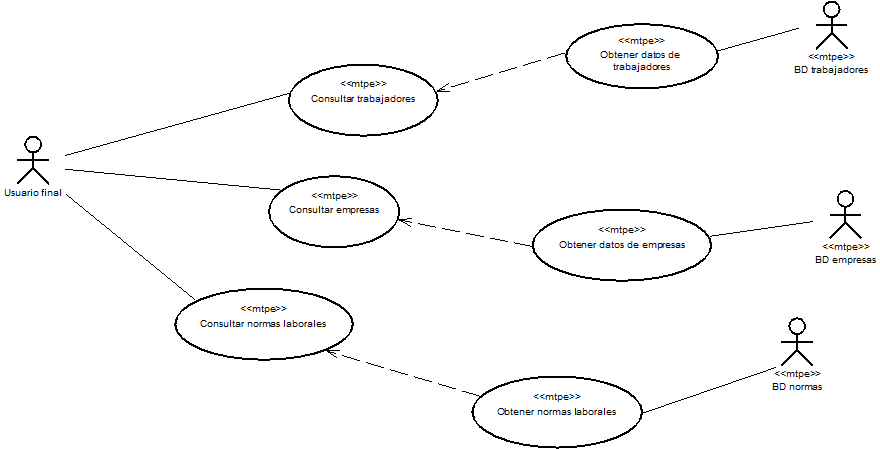 <<mtpe>>
BD trabajadores
<<mtpe>>
Obtener datos de
trabajadores
<<mtpe>>
Consultar trabajadores
Usuario final
<<mtpe>>
Consultar empresas
<<mtpe>>
Obtener datos de empresas
<<mtpe>>
BD empresas
<<mtpe>>
Consultar normas laborales
<<mtpe>>
BD normas
<<mtpe>>
Obtener normas laborales